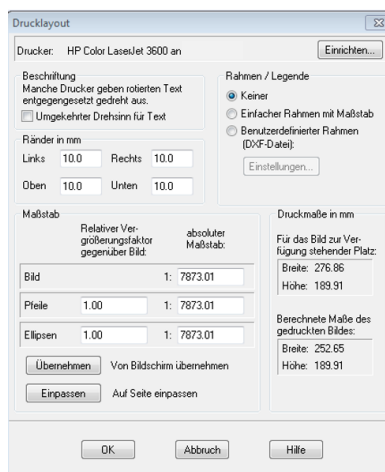 Drucklayout
Drucker: HP Color LaserJet 3600 an
Einrichten...
Beschriftung
Manche Drucker geben rotierten Text
entgegengesetzt gedreht aus.
Umgekehrter Drehsinn für Text
Ränder in mm
Links 10.0 Rechts 10.0
Oben 10.0 Unten 10.0
Rahmen / Legende
Keiner
Einfacher Rahmen mit Maßstab
Benutzerdefinierter Rahmen
(DXF-Datei):
Einstellungen...
Maßstab
Relativer Ver-
größerungsfaktor
gegenüber Bild:
absoluter
Maßstab:
Bild 1: 7873.01
Pfeile 1.00 1: 7873.01
Ellipsen 1.00 1: 7873.01
Übernehmen Von Bildschirm übernehmen
Einpassen Auf Seite einpassen
Druckmaße in mm
Für das Bild zur Ver-
fügung stehender Platz:
Breite: 276.86
Höhe: 189.91
Berechnete Maße des
gedruckten Bildes:
Breite: 252.65
Höhe: 189.91
OK Abbruch Hilfe